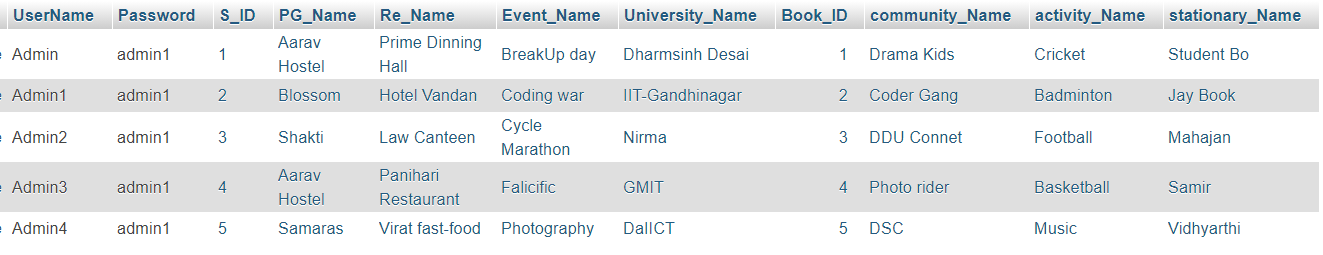 UserName Password S_ID PG_Name Re_Name Event_Name University_Name Book_ID community_Name activity_Name stationary_Name
Admin admin1 1 Aarav Hostel Prime Dinning Hall BreakUp day Dharmsinh Desai 1 Drama Kids Cricket Student Bo
Admin1 admin1 2 Blossom Hotel Vandan Coding war IIT-Gandhinagar 2 Coder Gang Badminton Jay Book
Admin2 admin1 3 Shakti Law Canteen Cycle Marathon Nirma 3 DDU Connet Football Mahajan
Admin3 admin1 4 Aarav Hostel Panihari Restaurant Falicific GMIT 4 Photo rider Basketball Samir
Admin4 admin1 5 Samaras Virat fast-food Photography DaIICT 5 DSC Music Vidhyarthi